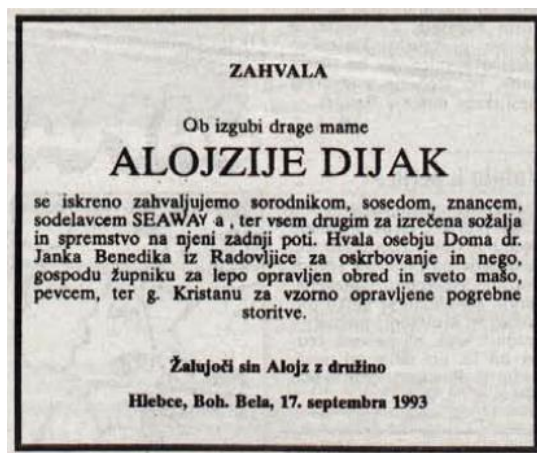 ZAHVALA
Ob izgubi drage mame
ALOJZIJE DIJAK
se iskreno zahvaljujemo sorodnikom, sosedom, znancem,
sodelavcem SEAWAY a , ter vsem drugim za izrečena sožalja
in spremstvo na njeni zadnji poti. Hvala osebju Doma dr.
Janka Benedika iz Radovljice za oskrbovanje in nego,
gospodu župniku za lepo opravljen obred in sveto mašo,
pevcem, ter g. Kristanu za vzorno opravljene pogrebne
storitve.
Žalujoči sin Alojz z družino
Hlebce, Boh. Bela, 17. septembra 1993